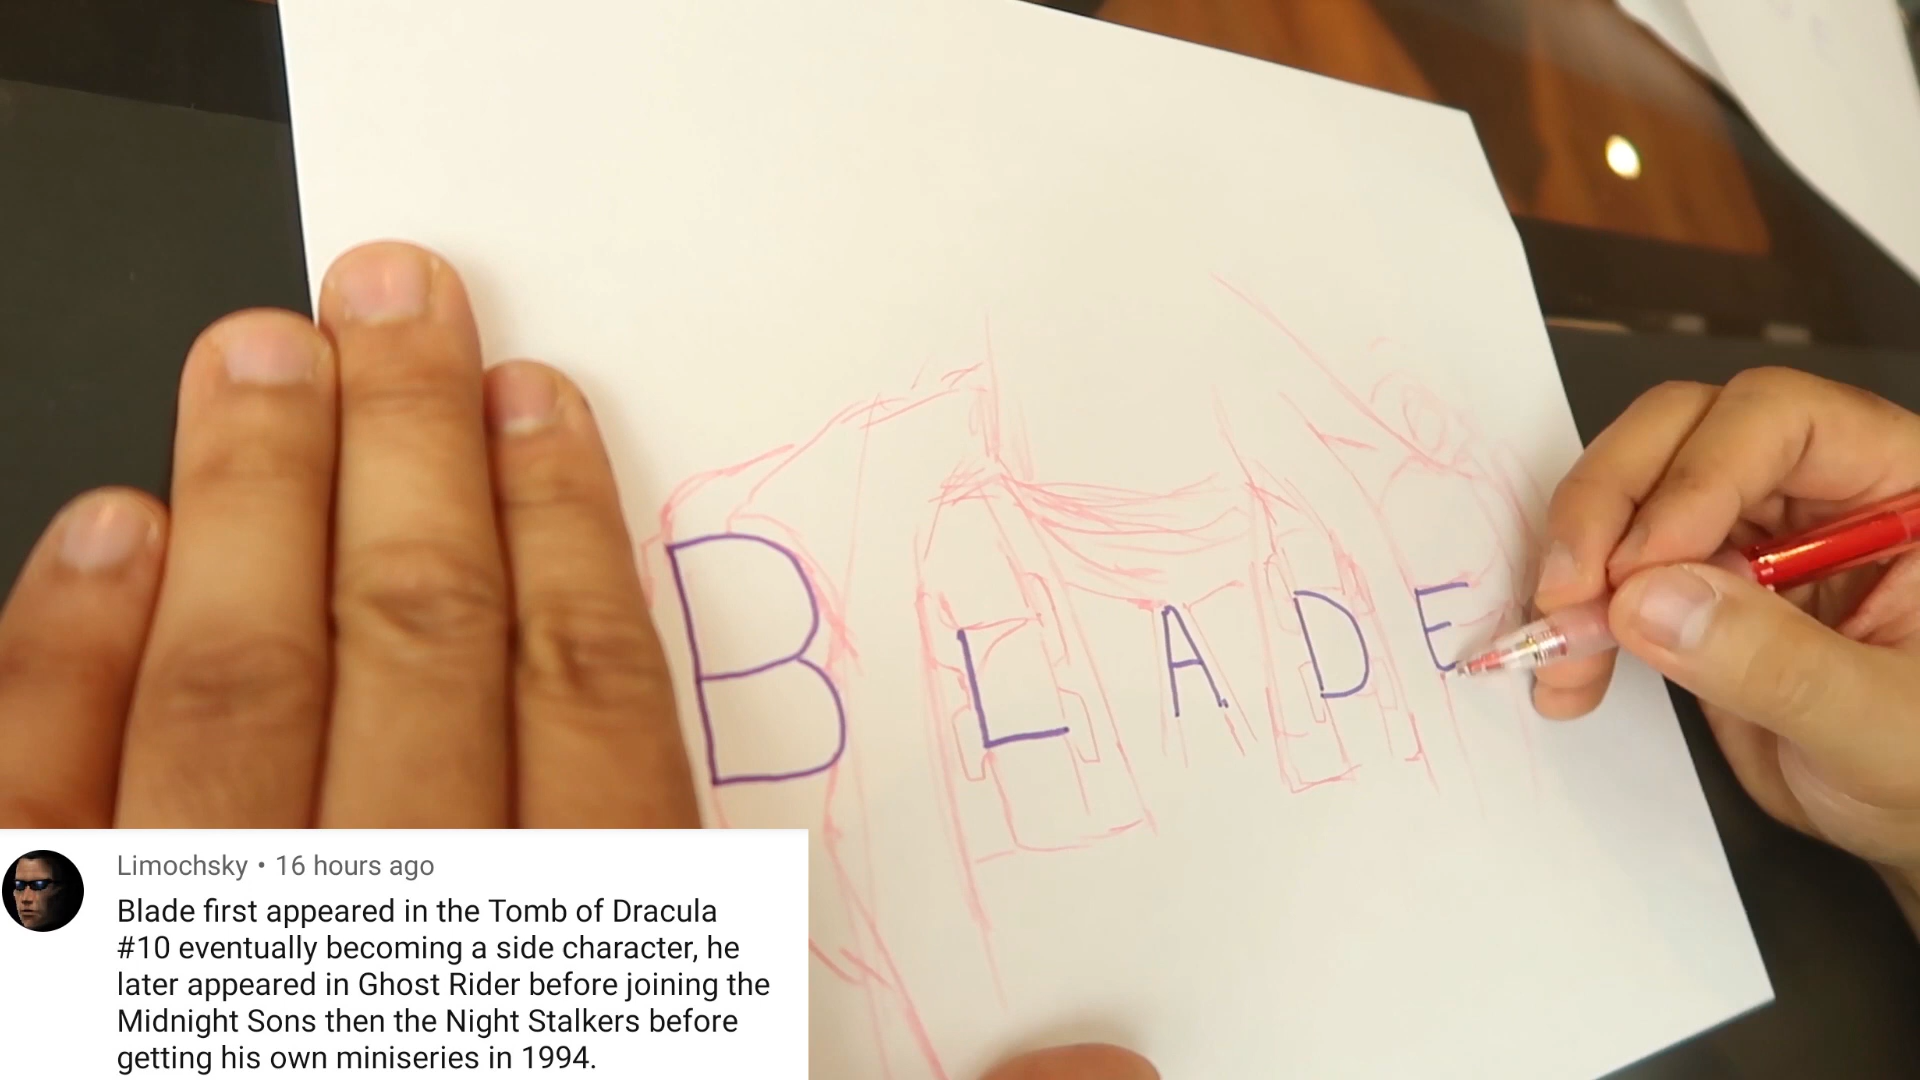 BLADE
Limochsky • 16 hours ago
Blade first appeared in the Tomb of Dracula
#10 eventually becoming a side character, he
later appeared in Ghost Rider before joining the
Midnight Sons then the Night Stalkers before
getting his own miniseries in 1994.